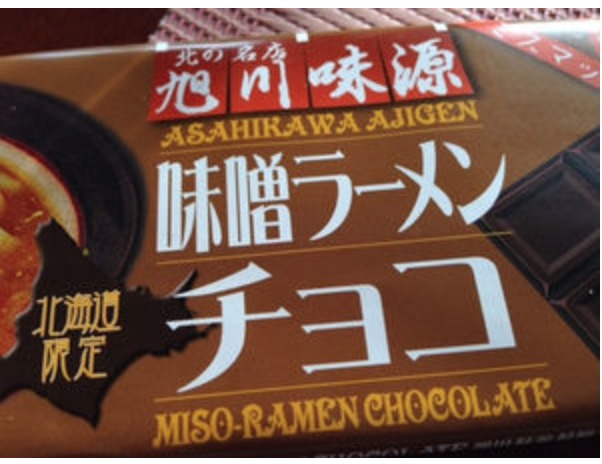 北の名店
旭川味源
ASAHIKAWA AJIGEN
味噌ラーメン
チョコ
北海道
限定
MISO-RAMEN CHOCOLATE